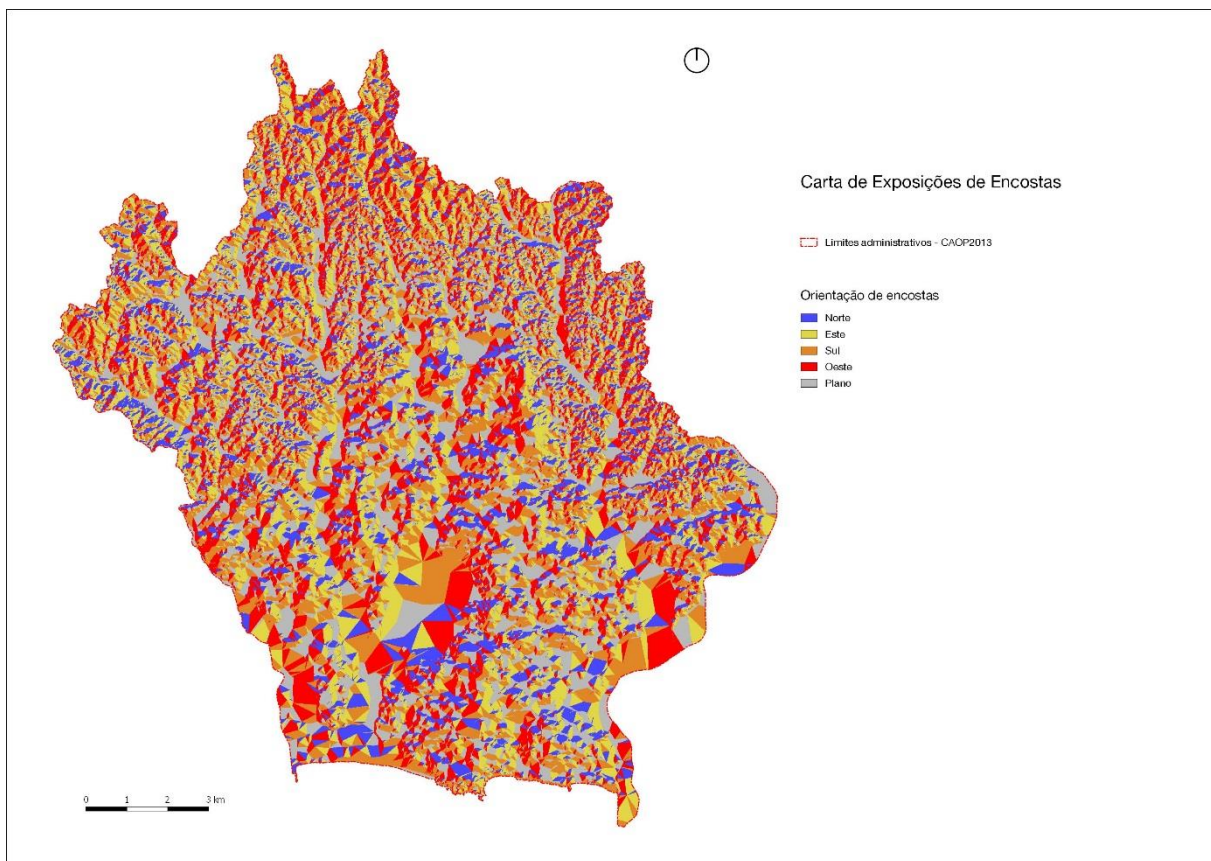 Carta de Exposições de Encostas
Limites administrativos - CAOP2013
Orientação de encostas
Norte
Este
Sul
Oeste
Plano
0 1 2 3 km